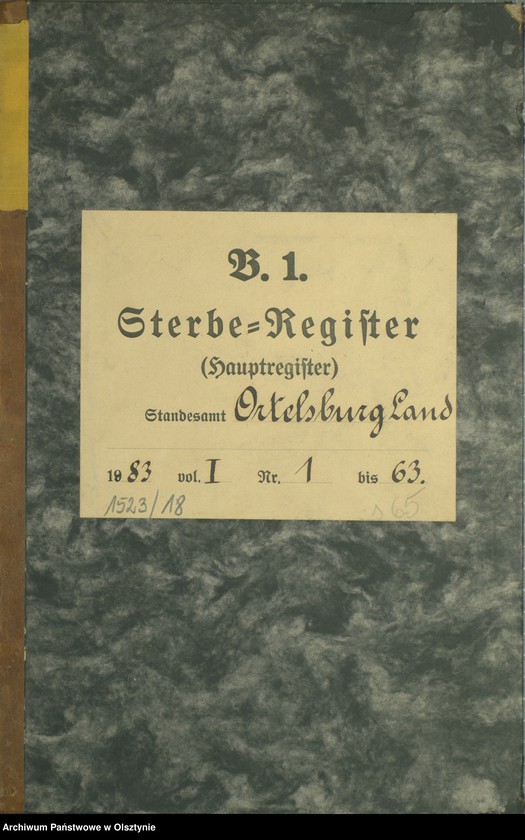 B. 1.
Sterbe=Regiſter
(Hauptregiſter)
Standesamt Ortelsburg Land
1883 vol. I Nr. 1 bis 63.
1523/18
65
Archiwum Państwowe w Olsztynie